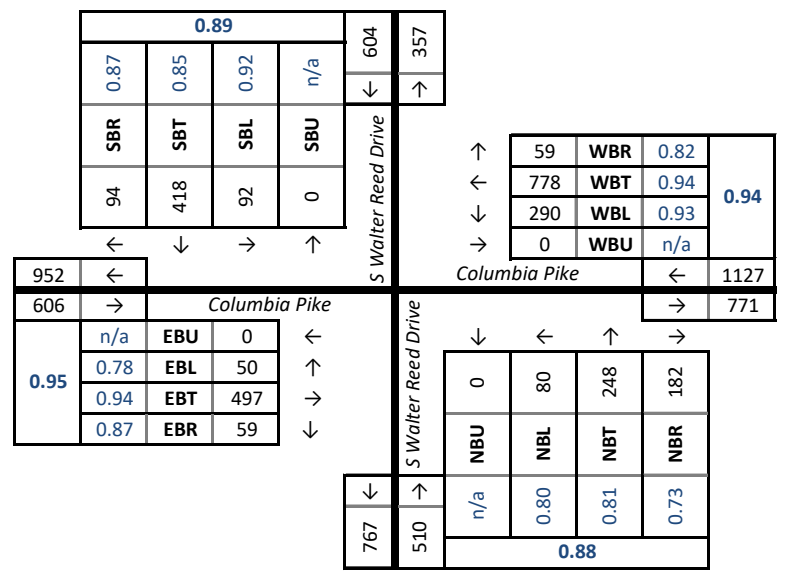 0.89
604
357
0.87 0.85 0.92 n/a
↓ ↑
SBR SBT SBL SBU
94 418 92 0
← ↓ → ↑
S Walter Reed Drive
↑ 59 WBR 0.82
← 778 WBT 0.94
↓ 290 WBL 0.93
→ 0 WBU n/a
0.94
952 ←
Columbia Pike
← 1127
606 →
Columbia Pike
→ 771
n/a EBU 0 ←
0.78 EBL 50 ↑
0.94 EBT 497 →
0.87 EBR 59 ↓
0.95
S Walter Reed Drive
↓ ← ↑ →
0 80 248 182
NBU NBL NBT NBR
↓ ↑
n/a 0.80 0.81 0.73
767
510
0.88